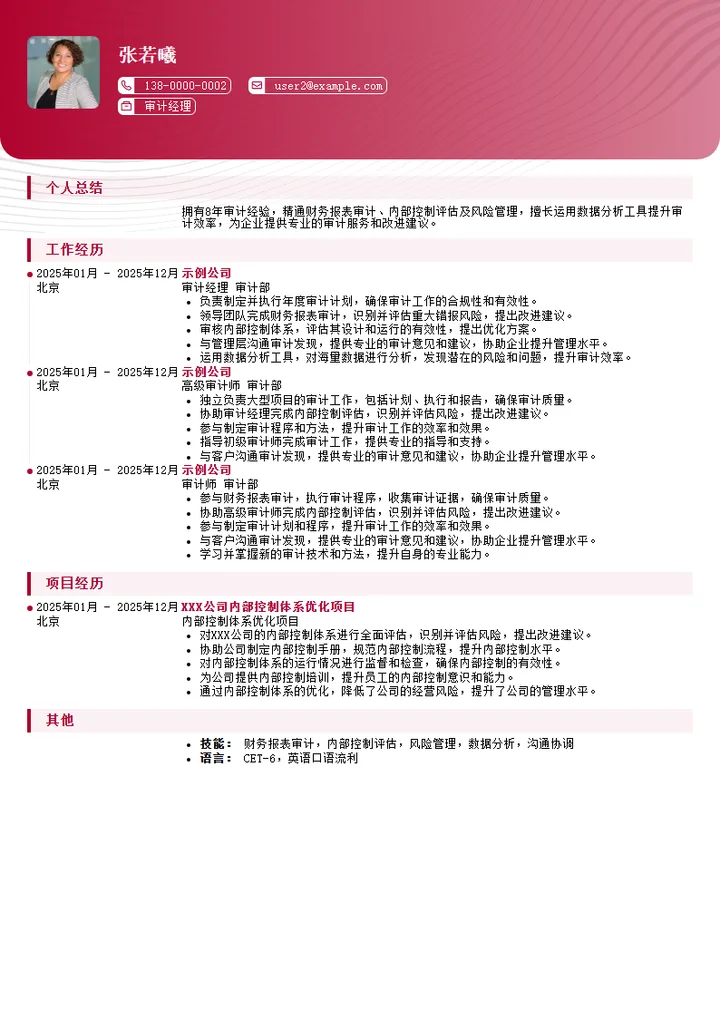 张若曦
138-0000-0002
user2@example.com
审计经理
个人总结
拥有8年审计经验，精通财务报表审计、内部控制评估及风险管理，擅长运用数据分析工具提升审
计效率，为企业提供专业的审计服务和改进建议。
工作经历
2025年01月 - 2025年12月 示创公司
北京 审计经理 审计部
• 负责制定并执行年度审计计划，确保审计工作的合规性和有效性。
• 领导团队完成财务报表审计，识别并评估重大错报风险，提出改进建议。
• 审核内部控制体系，评估其设计和运行的有效性，提出优化方案。
• 与管理层沟通审计发现，提供专业的审计意见和建议，协助企业提升管理水平。
• 运用数据分析工具，对海量数据进行分析，发现潜在的风险和问题，提升审计效率。
2025年01月 - 2025年12月 示创公司
北京 高级审计师 审计部
• 独立负责大型项目的审计工作，包括计划、执行和报告，确保审计质量。
• 协助审计经理完成内部控制评估，识别并评估风险，提出改进建议。
• 参与制定审计程序和方法，提升审计工作的效率和效果。
• 指导初级审计师完成审计工作，提供专业的指导和支持。
• 与客户沟通审计发现，提供专业的审计意见和建议，协助企业提升管理水平。
2025年01月 - 2025年12月 示创公司
北京 审计师 审计部
• 参与财务报表审计，执行审计程序，收集审计证据，确保审计质量。
• 协助高级审计师完成内部控制评估，识别并评估风险，提出改进建议。
• 参与制定审计计划和程序，提升审计工作的效率和效果。
• 与客户沟通审计发现，提供专业的审计意见和建议，协助企业提升管理水平。
• 学习并掌握新的审计技术和方法，提升自身的专业能力。
项目经历
2025年01月 - 2025年12月 XXX公司内部控制体系优化项目
北京 内部控制体系优化项目
• 对XXX公司的内部控制体系进行全面评估，识别并评估风险，提出改进建议。
• 协助公司制定内部控制手册，规范内部控制流程，提升内部控制水平。
• 对内部控制体系的运行情况进行监督和检查，确保内部控制的有效性。
• 为公司提供内部控制培训，提升员工的内部控制意识和能力。
• 通过内部控制体系的优化，降低了公司的经营风险，提升了公司的管理水平。
其他
• 技能： 财务报表审计，内部控制评估，风险管理，数据分析，沟通协调
• 语言： CET-6，英语口语流利